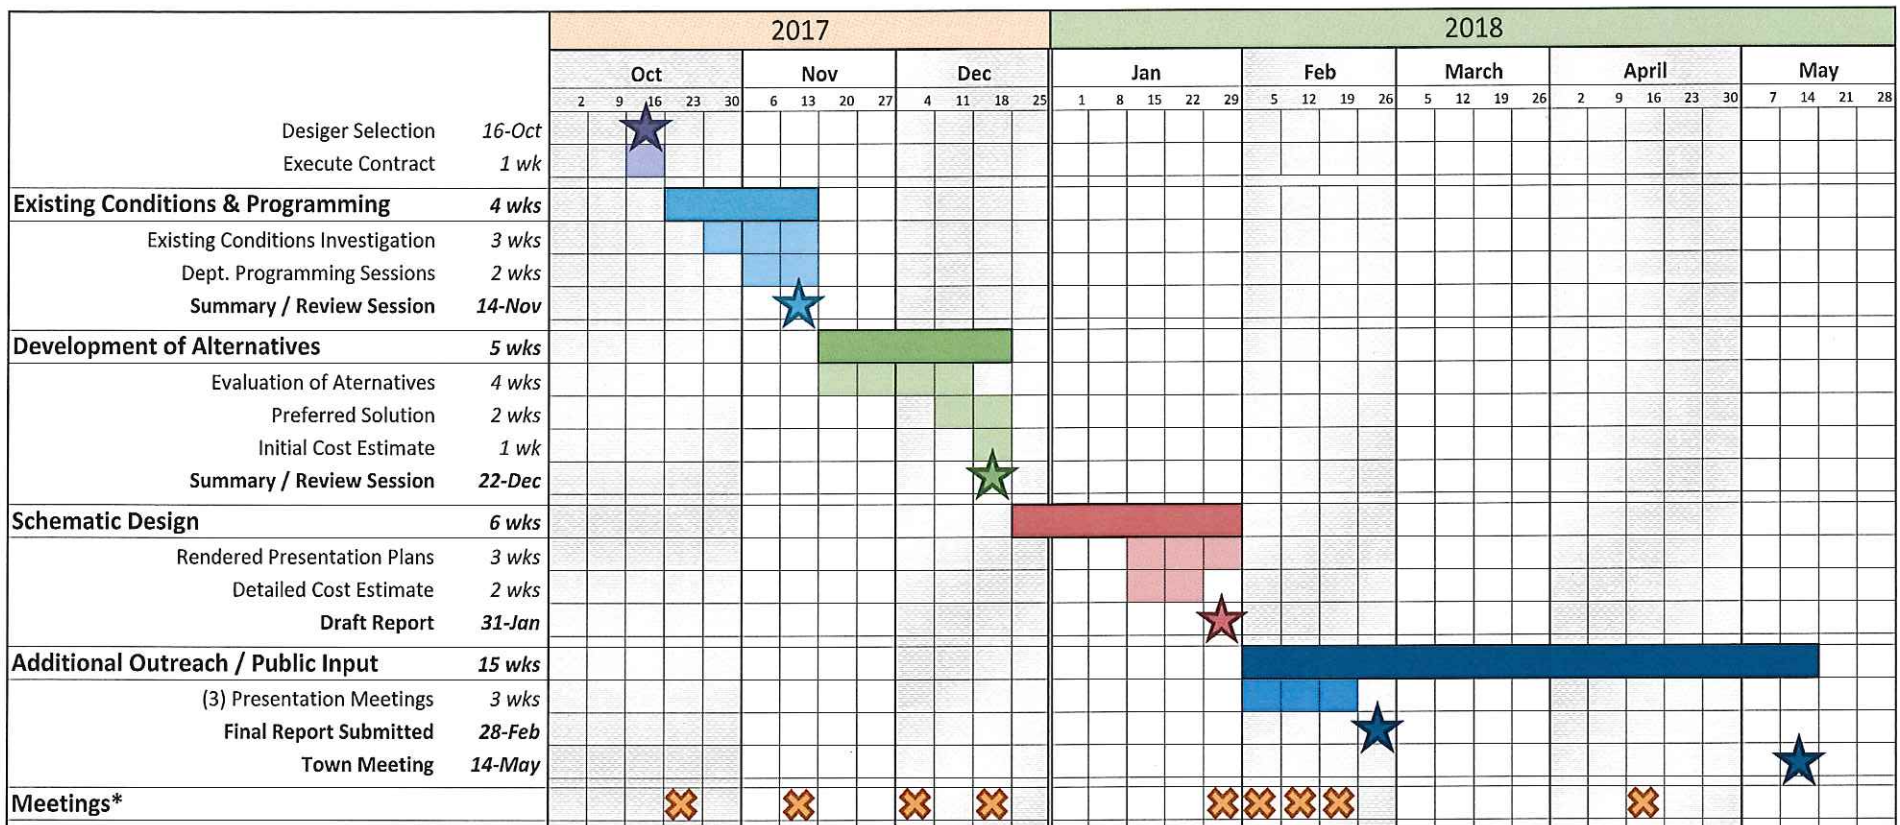 2017 2018
Oct Nov Dec Jan Feb March April May
2 9 16 23 30 6 13 20 27 4 11 18 25 1 8 15 22 29 5 12 19 26 5 12 19 26 2 9 16 23 30 7 14 21 28
Desiger Selection 16-Oct
Execute Contract 1 wk
Existing Conditions & Programming 4 wks
Existing Conditions Investigation 3 wks
Dept. Programming Sessions 2 wks
Summary / Review Session 14-Nov
Development of Alternatives 5 wks
Evaluation of Aternatives 4 wks
Preferred Solution 2 wks
Initial Cost Estimate 1 wk
Summary / Review Session 22-Dec
Schematic Design 6 wks
Rendered Presentation Plans 3 wks
Detailed Cost Estimate 2 wks
Draft Report 31-Jan
Additional Outreach / Public Input 15 wks
(3) Presentation Meetings 3 wks
Final Report Submitted 28-Feb
Town Meeting 14-May
Meetings*